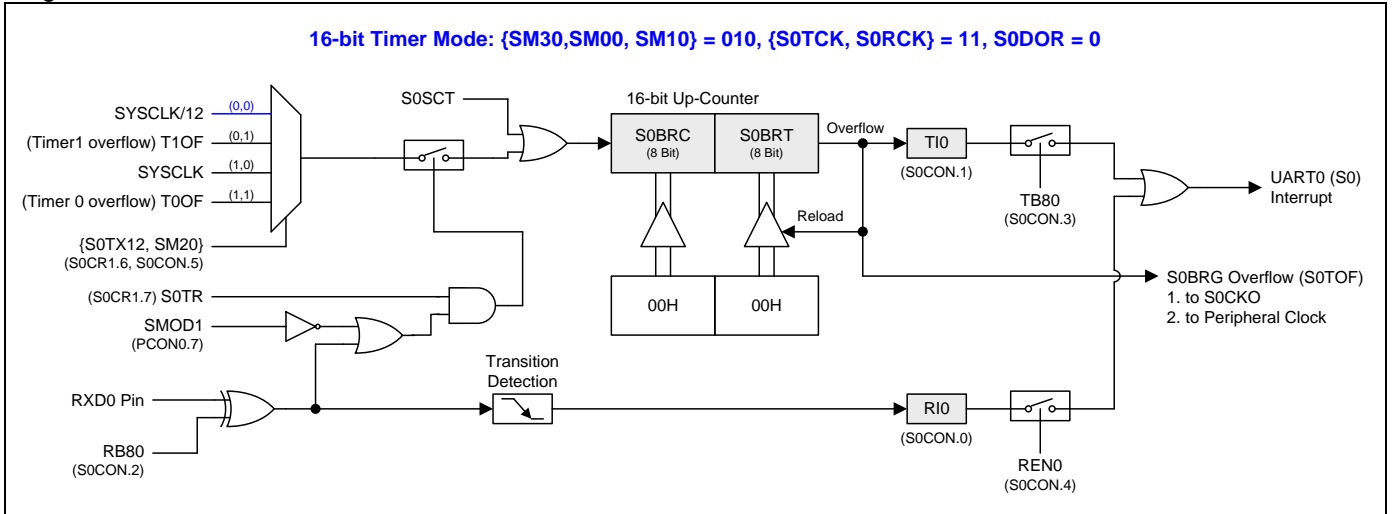 16-bit Timer Mode: {SM30,SM00, SM10} = 010, {S0TCK, S0RCK} = 11, S0DOR = 0
SYSCLK/12 (0,0)
(Timer1 overflow) T1OF (0,1)
SYSCLK (1,0)
(Timer 0 overflow) T0OF (1,1)
{S0TX12, SM20}
(S0CR1.6, S0CON.5)
(S0CR1.7) S0TR
SMOD1
(PCON0.7)
RXD0 Pin
RB80
(S0CON.2)
S0SCT
16-bit Up-Counter
S0BRC
(8 Bit)
S0BRT
(8 Bit)
Overflow
Reload
00H
00H
Transition
Detection
TI0
(S0CON.1)
TB80
(S0CON.3)
RI0
(S0CON.0)
REN0
(S0CON.4)
UART0 (S0)
Interrupt
S0BRG Overflow (S0TOF)
1. to S0CKO
2. to Peripheral Clock